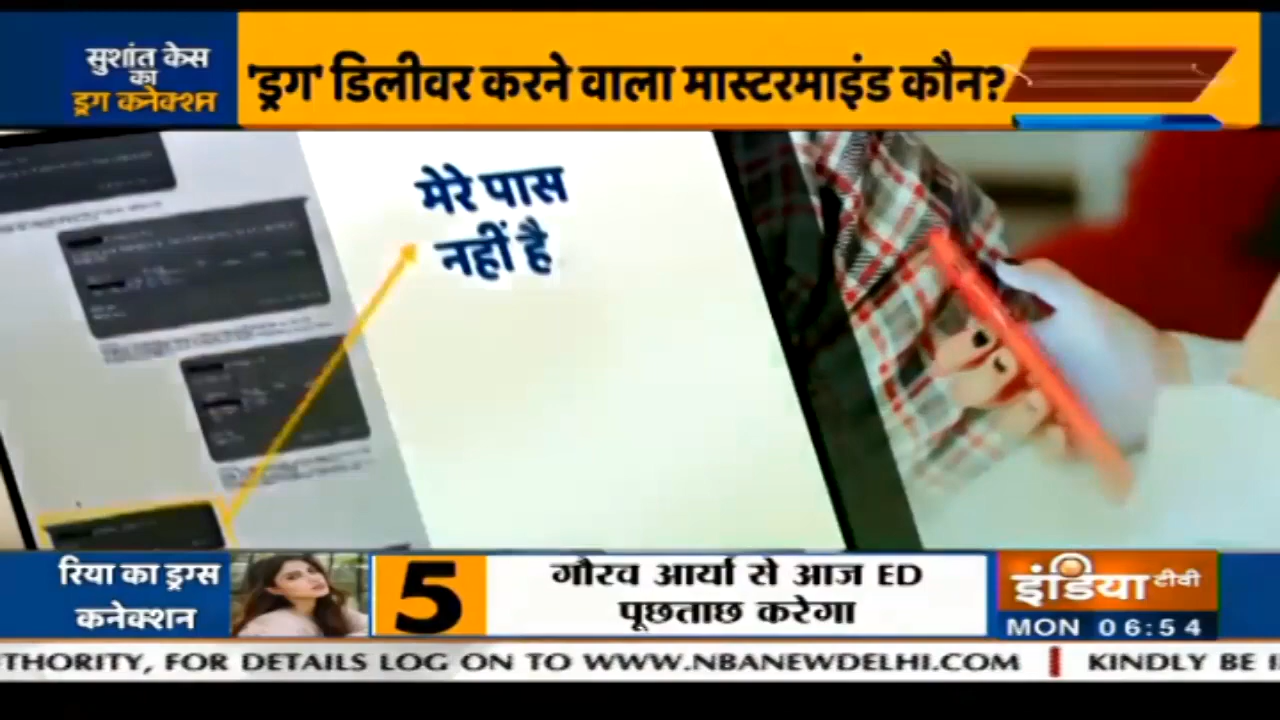 सुशांत केस
का
ड्रग कनेक्शन
'ड्रग' डिलीवर करने वाला मास्टरमाइंड कौन?
मेरे पास
नहीं है
रिया का ड्रग्स
कनेक्शन
5
गौरव आर्या से आज ED
पूछताछ करेगा
इंडिया टीवी
MON 06:54
THORITY, FOR DETAILS LOG ON TO WWW.NBANEWDELHI.COM | KINDLY BE